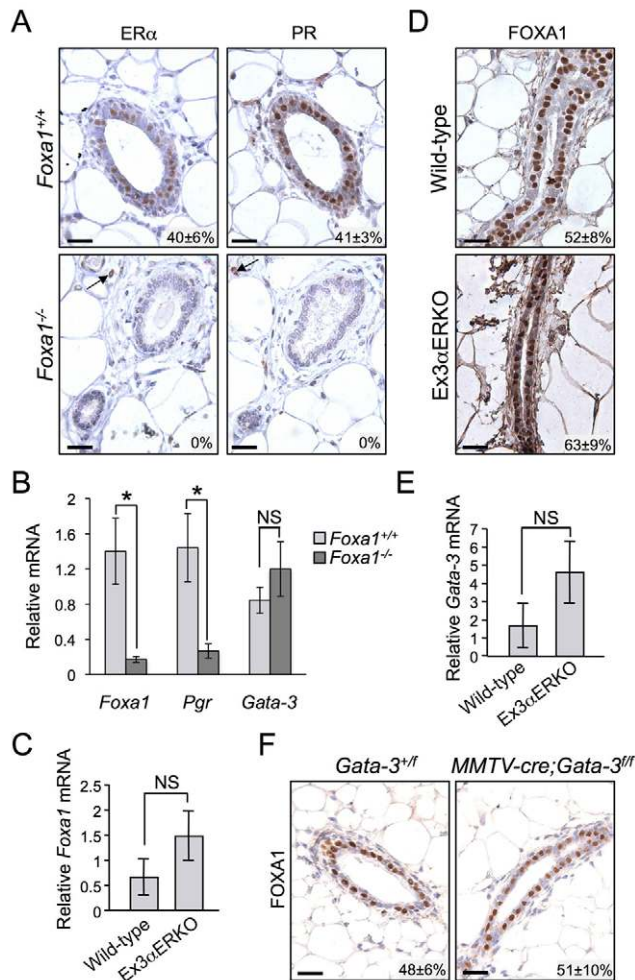 A
ERα
PR
Foxa1+/+
40±6%
41±3%
Foxa1-/-
0%
0%
D
FOXA1
Wild-type
52±8%
Ex3αERKO
63±9%
B
Relative mRNA
1.6
1.2
0.8
0.4
0
*
*
NS
Foxa1+/+
Foxa1-/-
Foxa1
Pgr
Gata-3
E
Relative Gata-3 mRNA
7
6
5
4
3
2
1
0
NS
Wild-type
Ex3αERKO
C
Relative Foxa1 mRNA
2.5
2
1.5
1
0.5
0
NS
Wild-type
Ex3αERKO
F
Gata-3+/f
MMTV-cre;Gata-3f/f
FOXA1
48±6%
51±10%